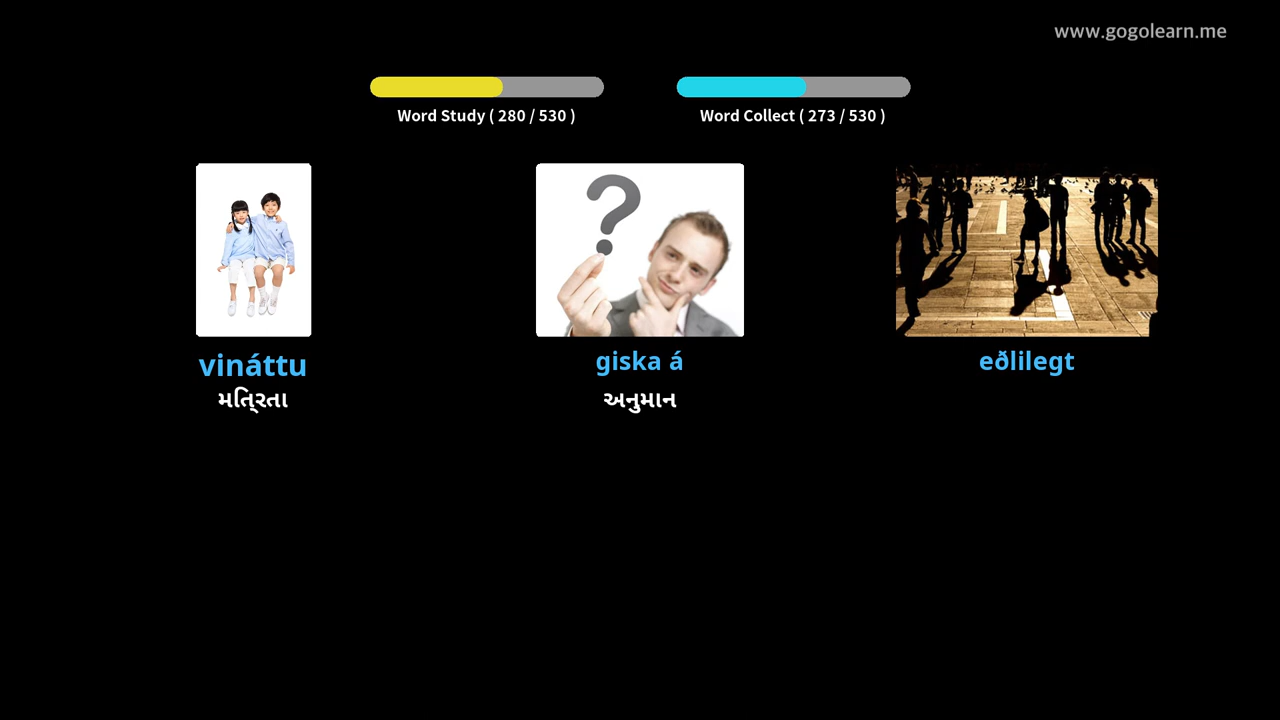 www.gogolearn.me
Word Study ( 280 / 530 )
Word Collect ( 273 / 530 )
vináttu
મિત્રતા
giska á
અનુમાન
eðlilegt